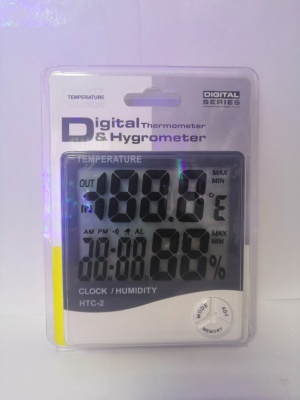 TEMPERATURE
DIGITAL
SERIES
Digital Thermometer
& Hygrometer
TEMPERATURE
MAX
OUT
MIN
IN
188.8°E
AM PM AL
MAX
MIN
18:88 88%
CLOCK / HUMIDITY
HTC-2
MODE
ADJ
MEMORY